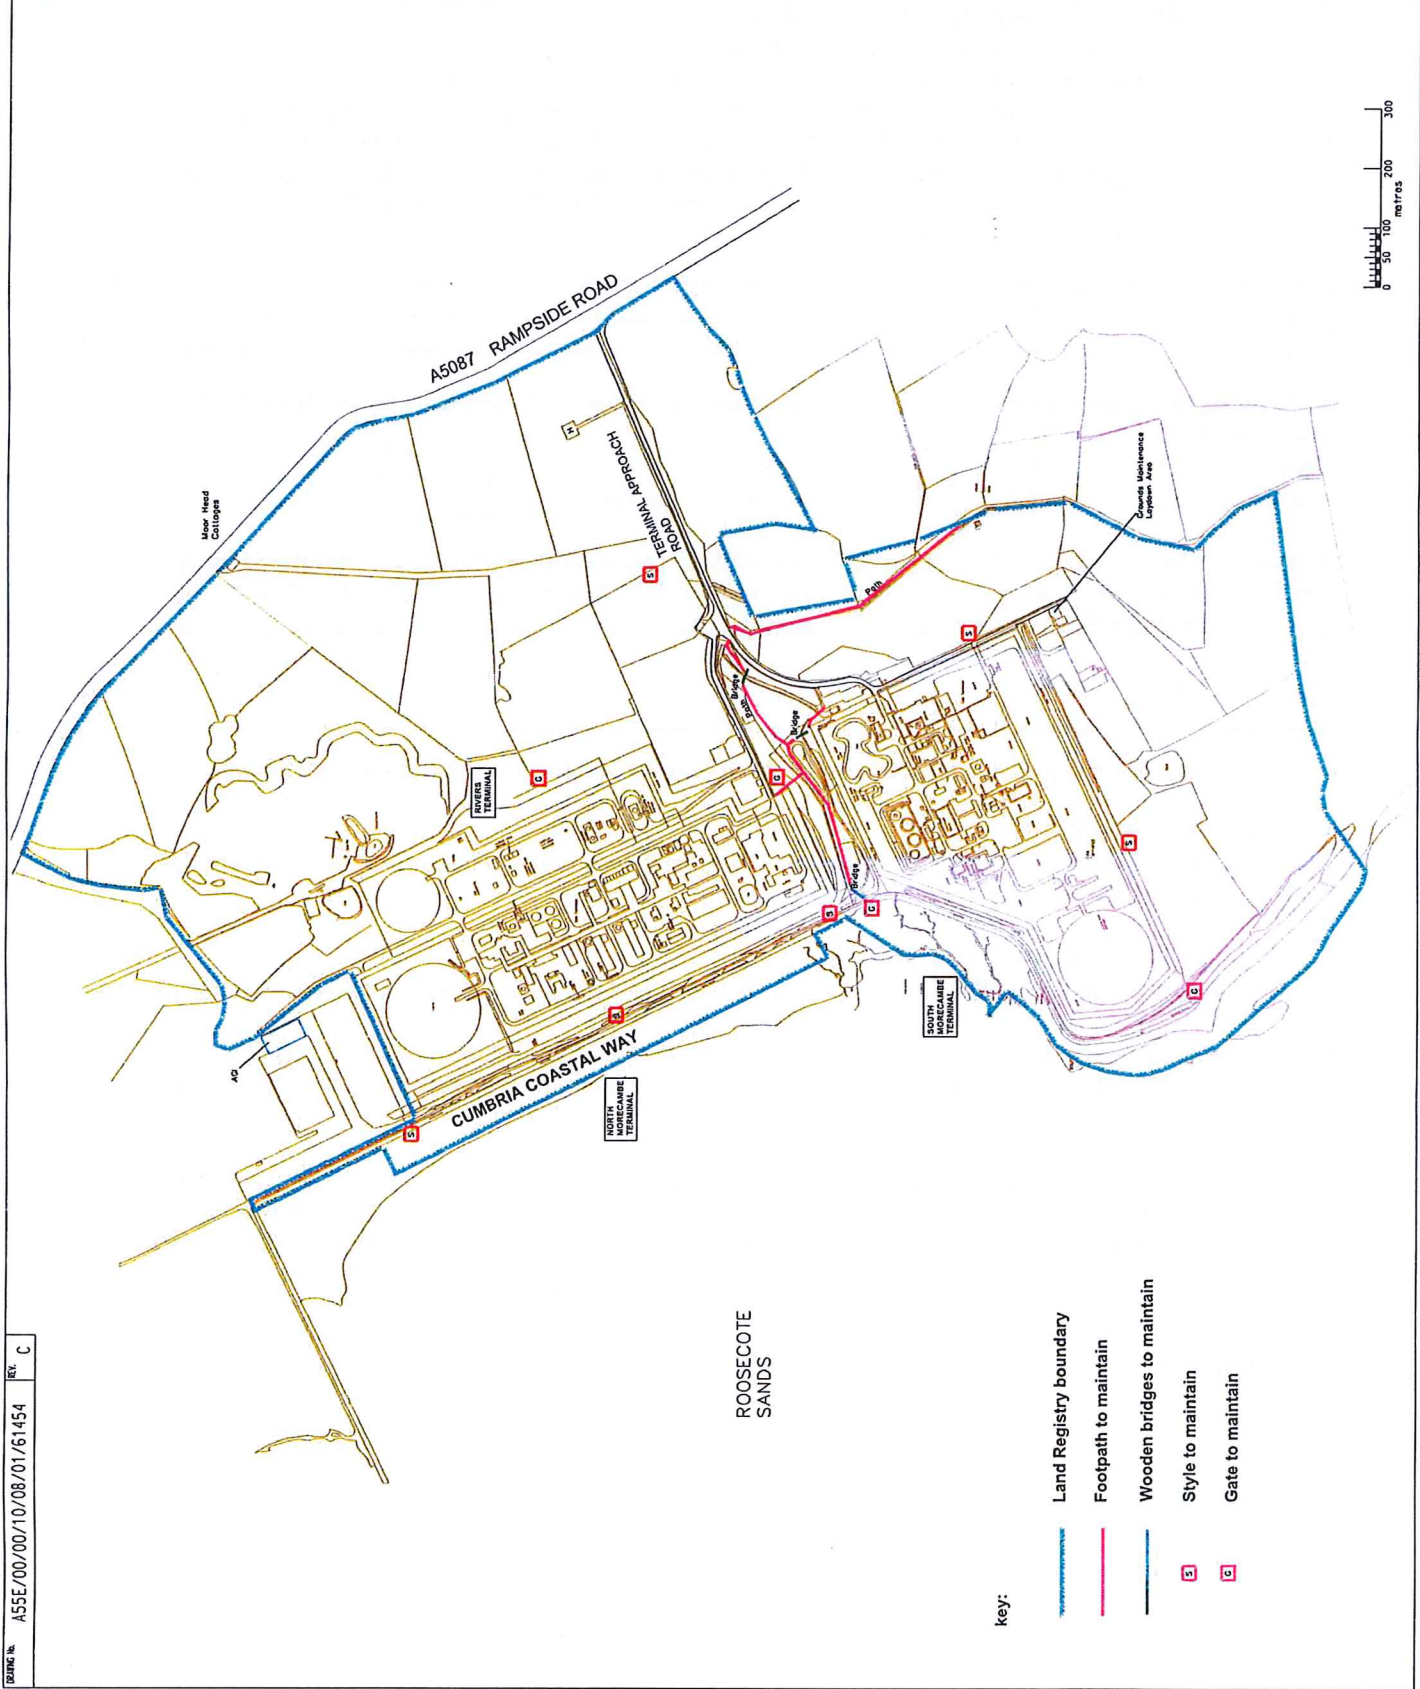 DRAWING No. A55E/00/00/10/08/01/61454 REV. C
Moor Head
Cottages
A5087 RAMPSIDE ROAD
H
TERMINAL APPROACH
ROAD
S
RIVERS
TERMINAL
G
Path
Bridge
Path
Bridge
G
Bridge
S
G
S
Grounds Maintenance
Laydown Area
H
S
G
SOUTH
MORECAMBE
TERMINAL
AGI
S
CUMBRIA COASTAL WAY
S
NORTH
MORECAMBE
TERMINAL
ROOSECOTE
SANDS
0 50 100 200 300
metres
key:
Land Registry boundary
Footpath to maintain
Wooden bridges to maintain
S Style to maintain
G Gate to maintain